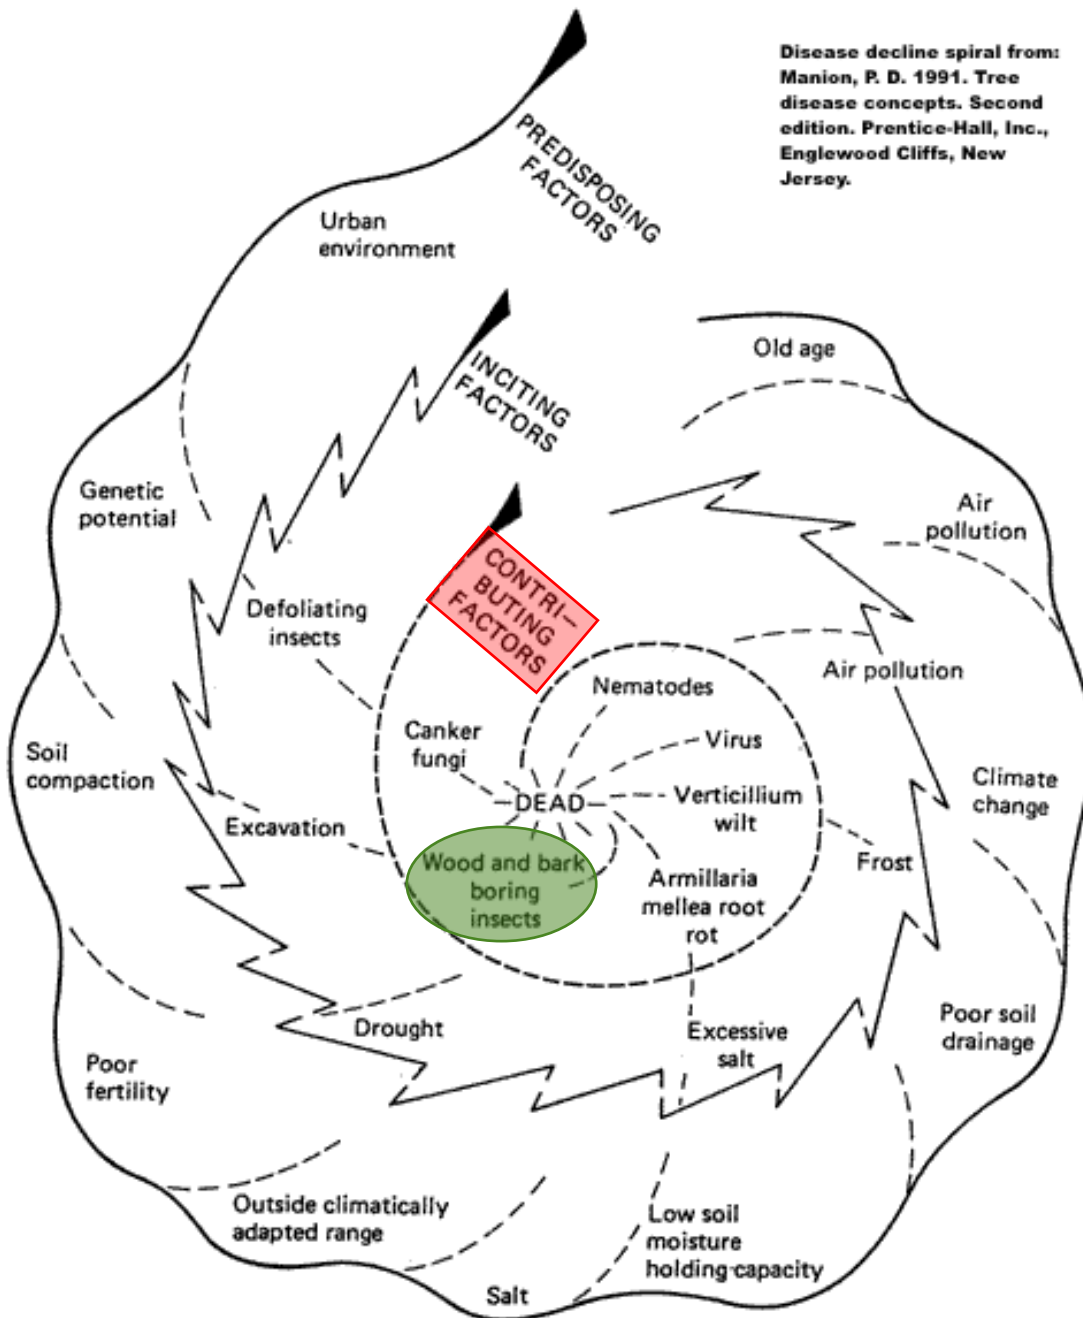 Disease decline spiral from:
Manion, P. D. 1991. Tree
disease concepts. Second
edition. Prentice-Hall, Inc.,
Englewood Cliffs, New
Jersey.
PREDISPOSING
FACTORS
Urban
environment
INCITING
FACTORS
Old age
Genetic
potential
Air
pollution
CONTRI-
BUTING
FACTORS
Defoliating
insects
Air pollution
Nematodes
Canker
fungi
Virus
Soil
compaction
Climate
change
DEAD
Verticillium
wilt
Excavation
Frost
Wood and bark
boring
insects
Armillaria
mellea root
rot
Drought
Excessive
salt
Poor soil
drainage
Poor
fertility
Outside climatically
adapted range
Low soil
moisture
holding-capacity
Salt